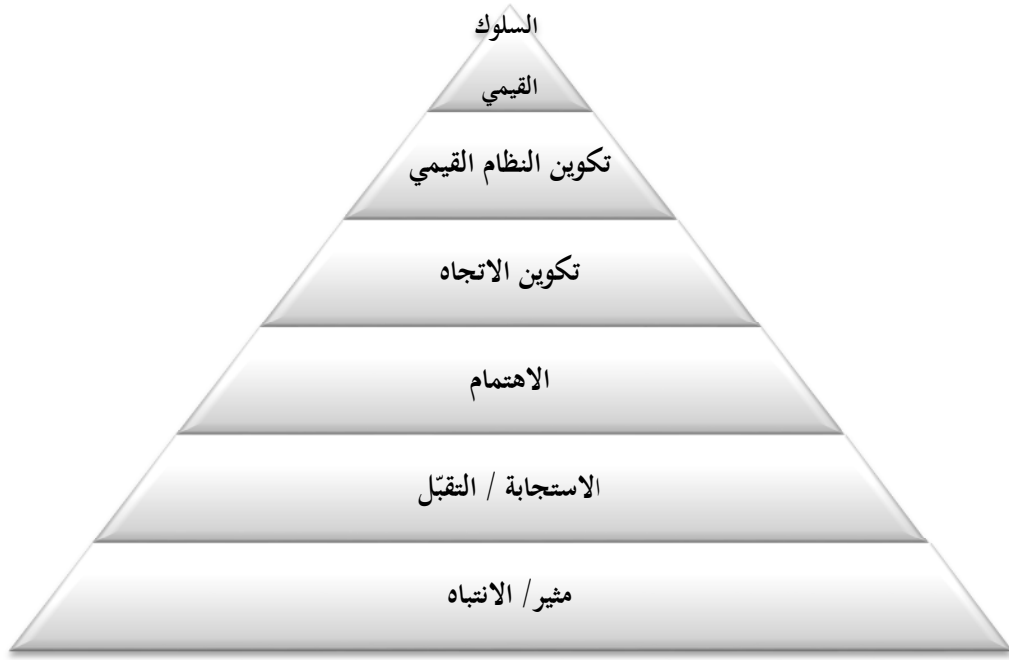 السلوك
القيمي
تكوين النظام القيمي
تكوين الاتجاه
الاهتمام
الاستجابة / التقبّل
مثير/ الانتباه